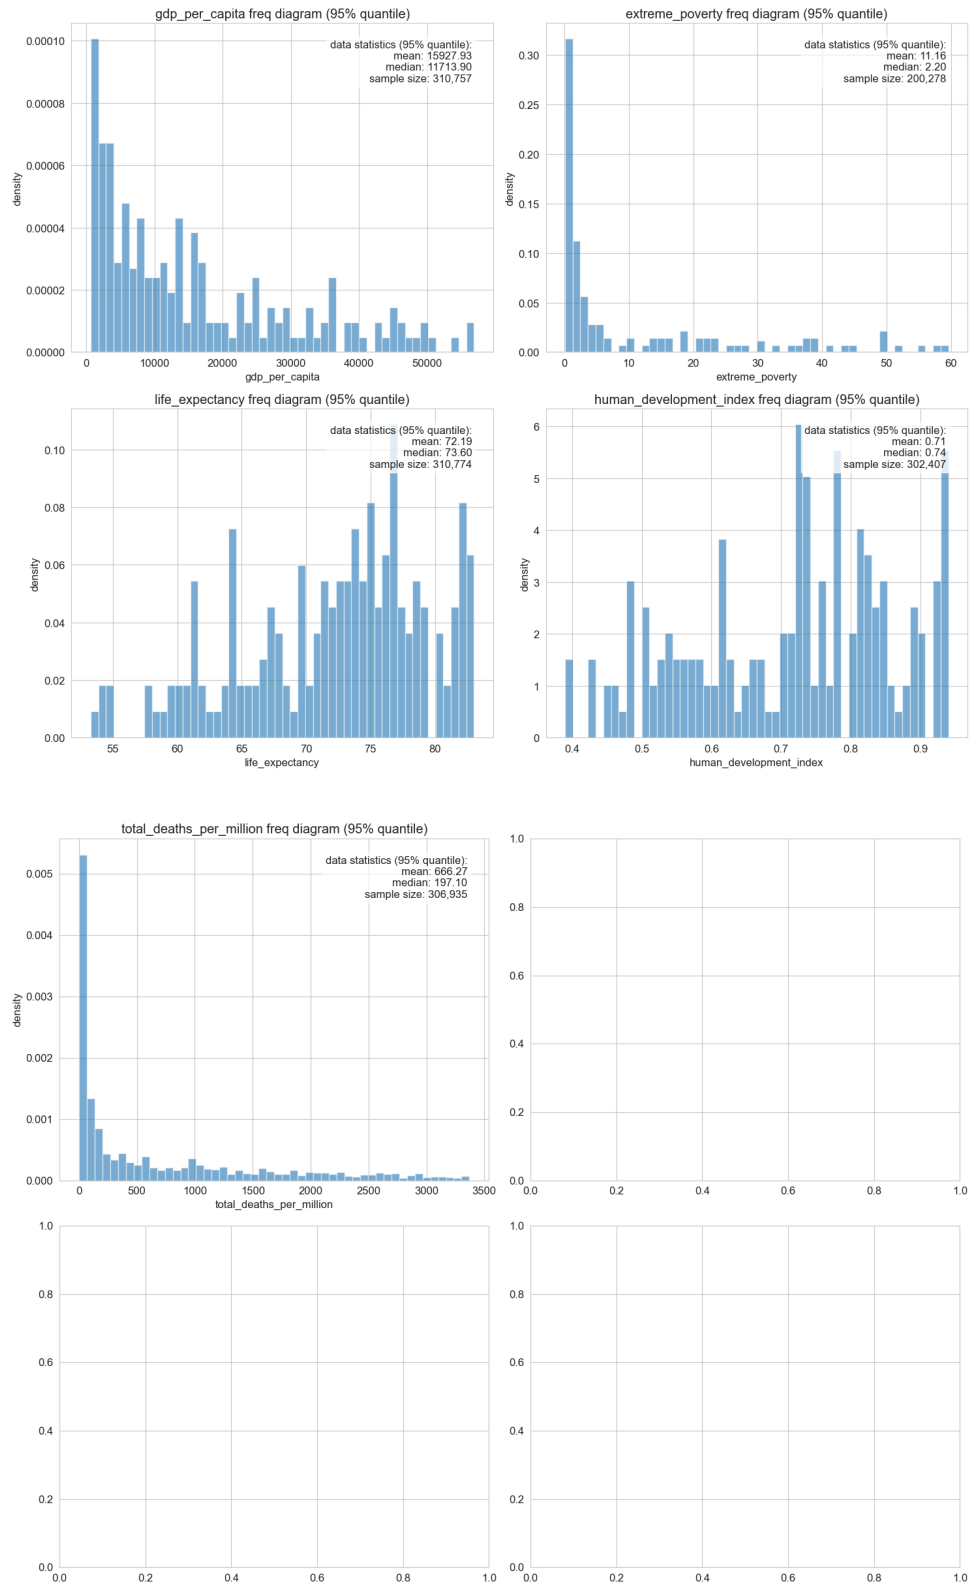 gdp_per_capita freq diagram (95% quantile)
data statistics (95% quantile):
mean: 15927.93
median: 11713.90
sample size: 310,757
0.00010
0.00008
0.00006
0.00004
0.00002
0.00000
density
0 10000 20000 30000 40000 50000
gdp_per_capita
extreme_poverty freq diagram (95% quantile)
data statistics (95% quantile):
mean: 11.16
median: 2.20
sample size: 200,278
0.30
0.25
0.20
0.15
0.10
0.05
0.00
density
0 10 20 30 40 50 60
extreme_poverty
life_expectancy freq diagram (95% quantile)
data statistics (95% quantile):
mean: 72.19
median: 73.60
sample size: 310,774
0.10
0.08
0.06
0.04
0.02
0.00
density
55 60 65 70 75 80
life_expectancy
human_development_index freq diagram (95% quantile)
data statistics (95% quantile):
mean: 0.71
median: 0.74
sample size: 302,407
6
5
4
3
2
1
0
density
0.4 0.5 0.6 0.7 0.8 0.9
human_development_index
total_deaths_per_million freq diagram (95% quantile)
data statistics (95% quantile):
mean: 666.27
median: 197.10
sample size: 306,935
0.005
0.004
0.003
0.002
0.001
0.000
density
0 500 1000 1500 2000 2500 3000 3500
total_deaths_per_million
1.0
0.8
0.6
0.4
0.2
0.0
0.0 0.2 0.4 0.6 0.8 1.0
1.0
0.8
0.6
0.4
0.2
0.0
0.0 0.2 0.4 0.6 0.8 1.0
1.0
0.8
0.6
0.4
0.2
0.0
0.0 0.2 0.4 0.6 0.8 1.0